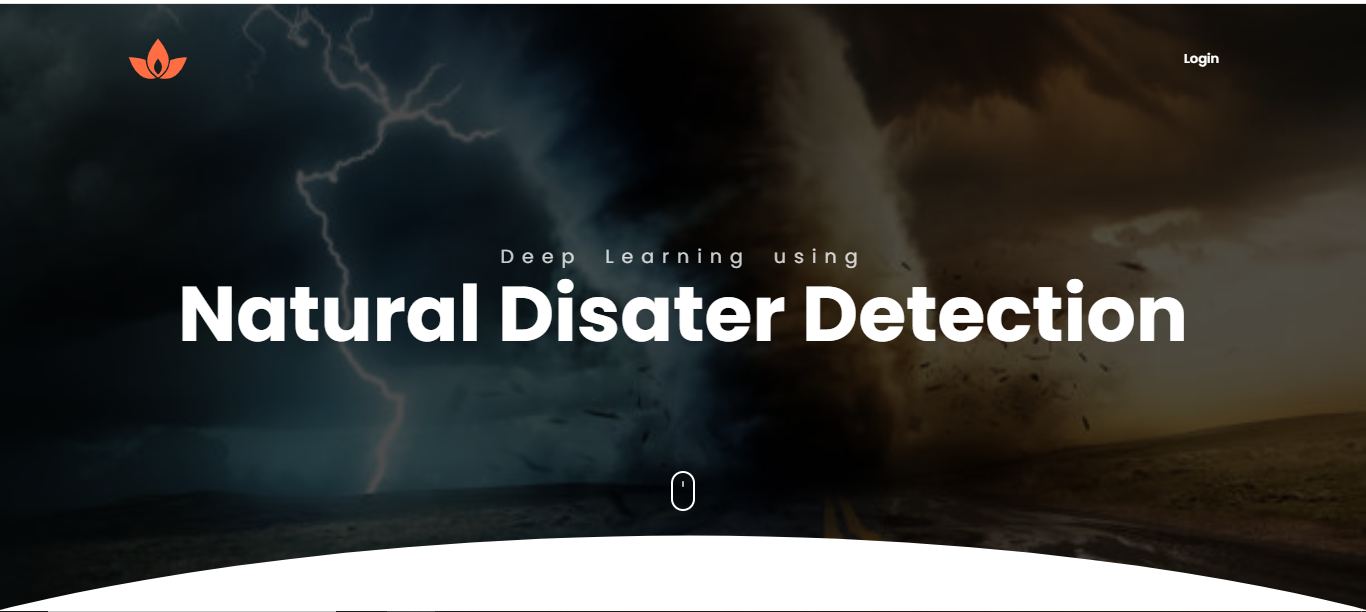 Login
Deep Learning using
Natural Disater Detection